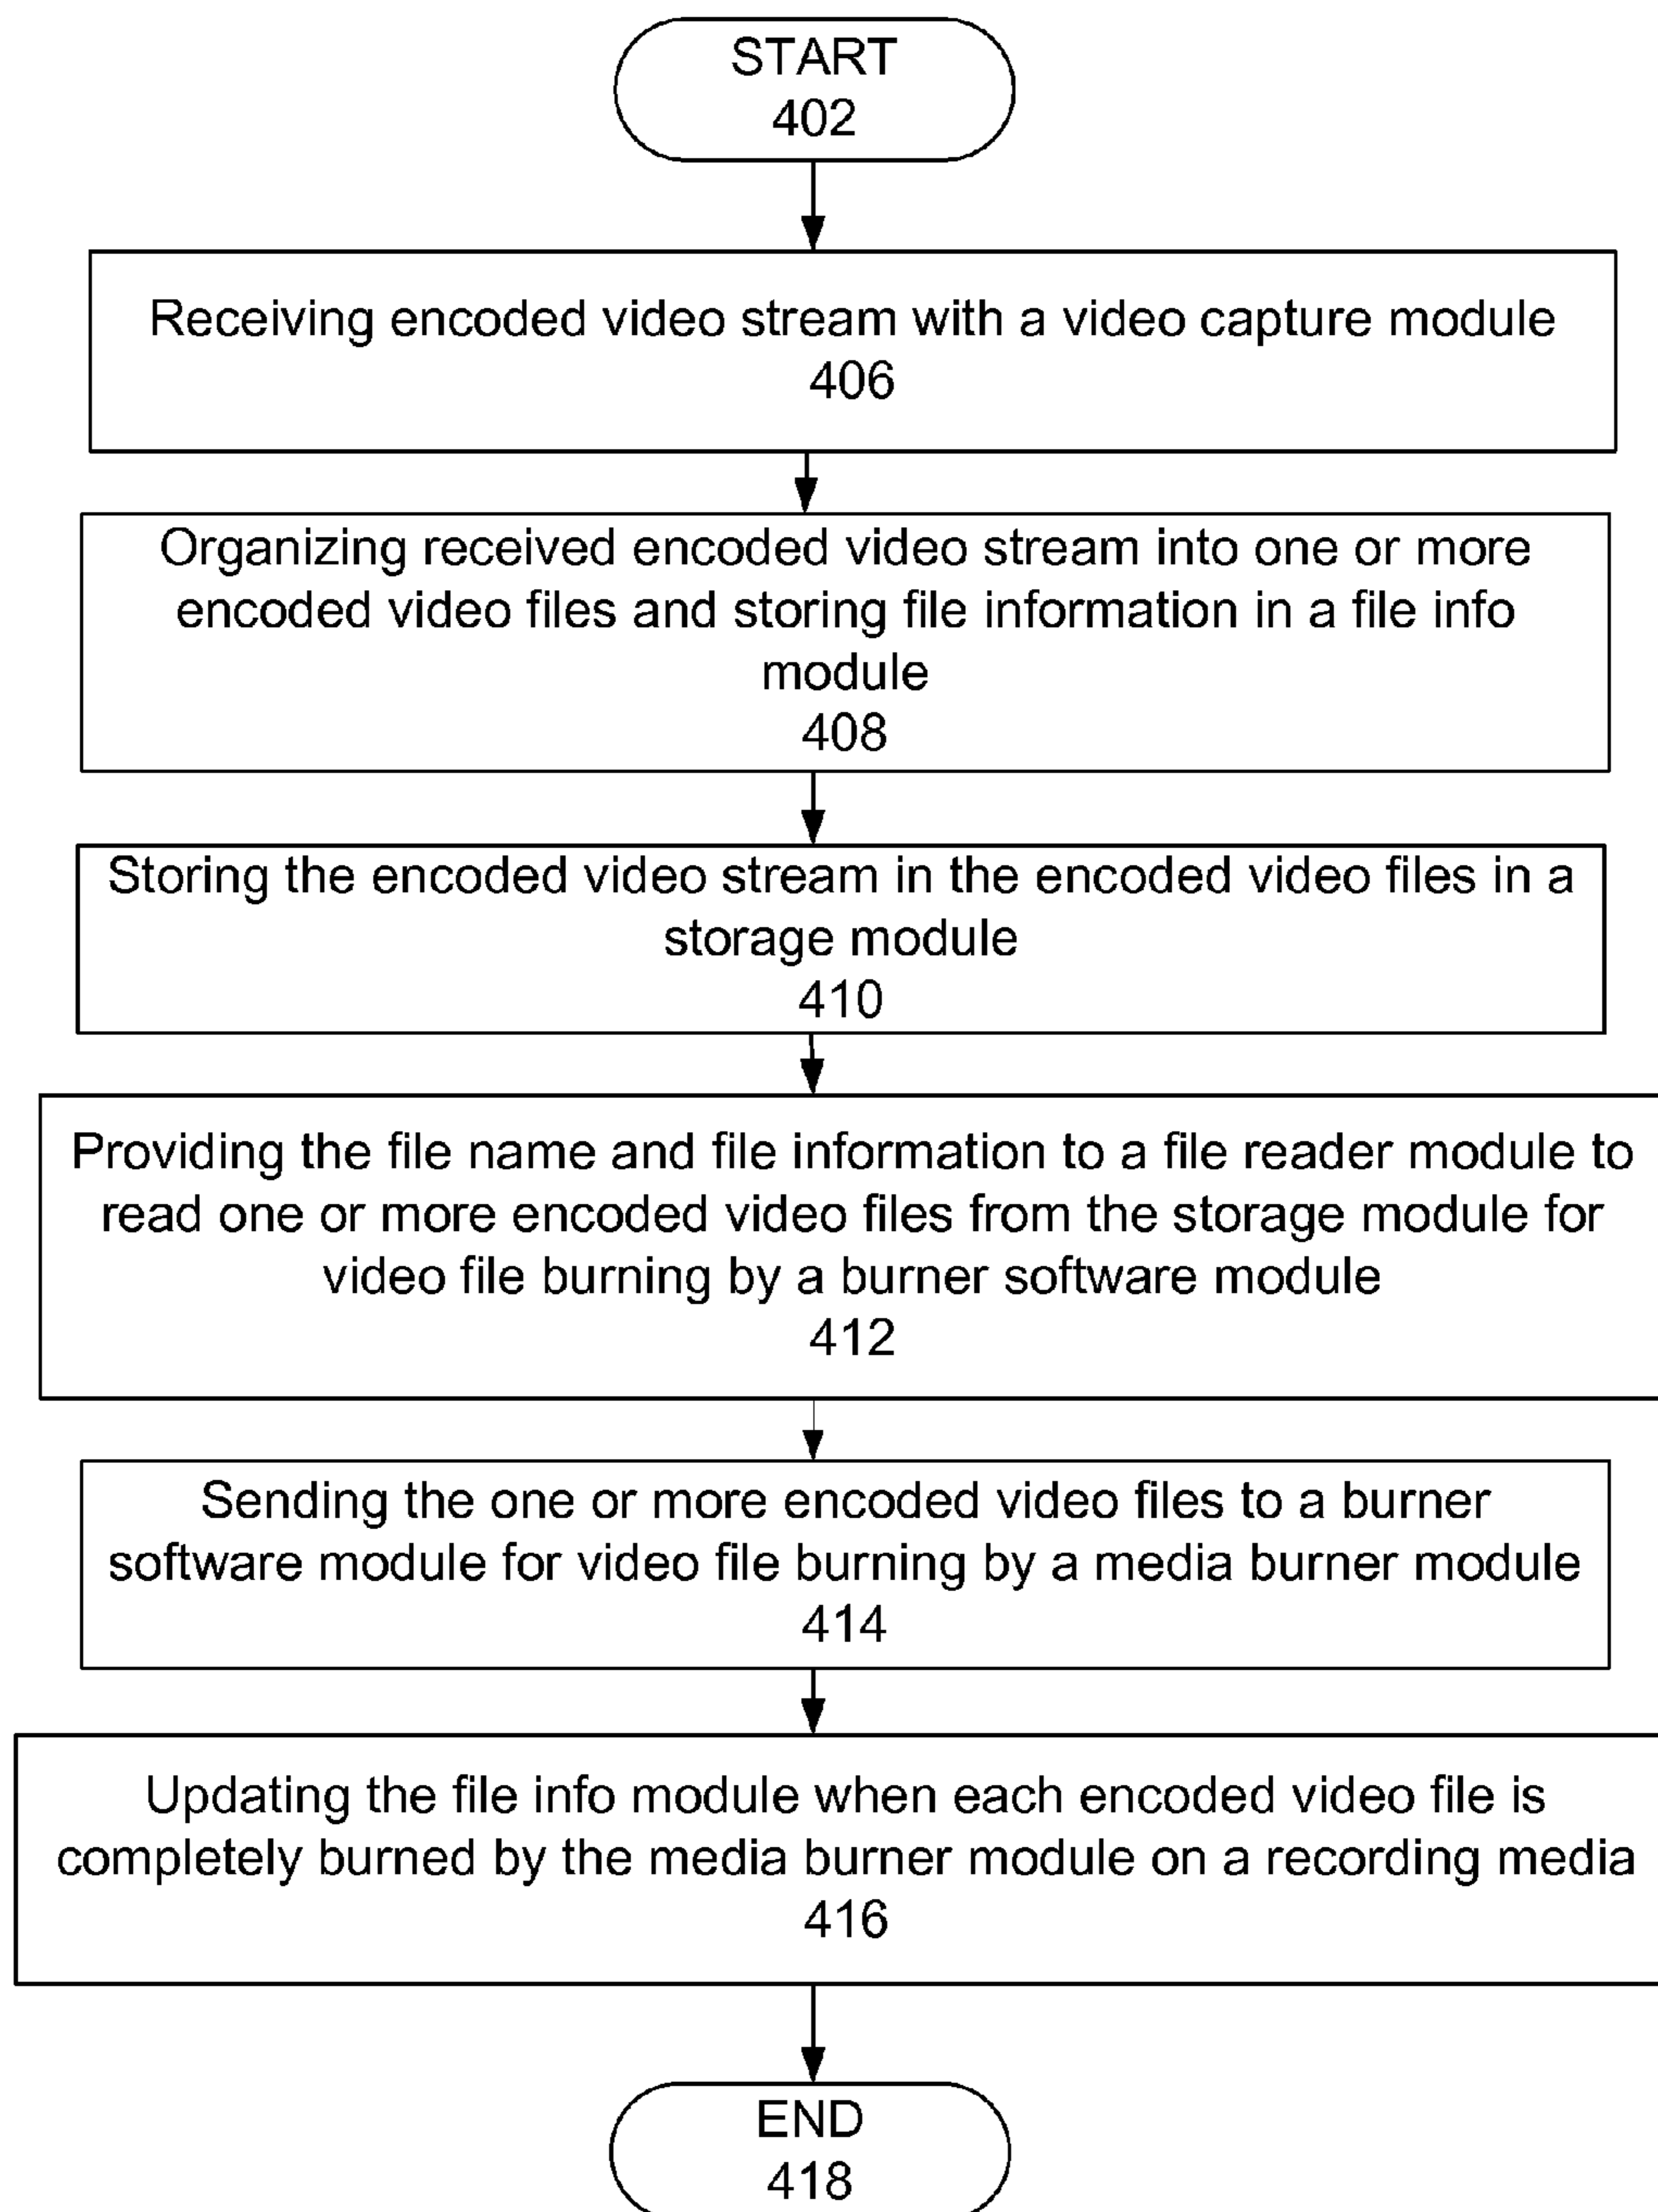 START
402
Receiving encoded video stream with a video capture module
406
Organizing received encoded video stream into one or more
encoded video files and storing file information in a file info
module
408
Storing the encoded video stream in the encoded video files in a
storage module
410
Providing the file name and file information to a file reader module to
read one or more encoded video files from the storage module for
video file burning by a burner software module
412
Sending the one or more encoded video files to a burner
software module for video file burning by a media burner module
414
Updating the file info module when each encoded video file is
completely burned by the media burner module on a recording media
416
END
418